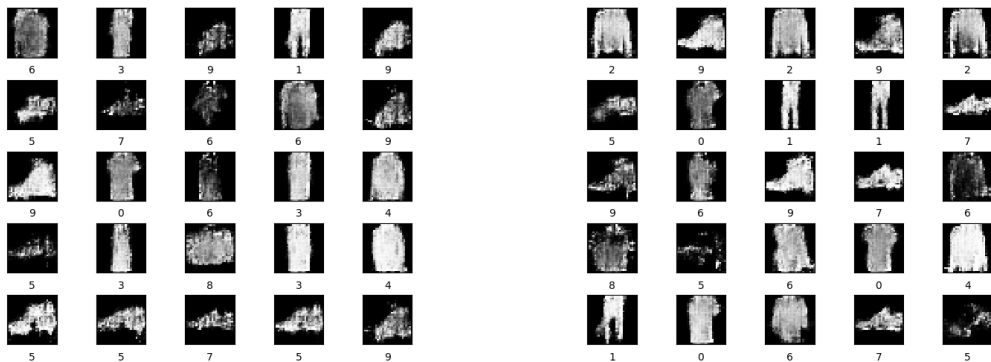 6 3 9 1 9 2 9 2 9 2
5 7 6 6 9 5 0 1 1 7
9 0 6 3 4 9 6 9 7 6
5 3 8 3 4 8 5 6 0 4
5 5 7 5 9 1 0 6 7 5